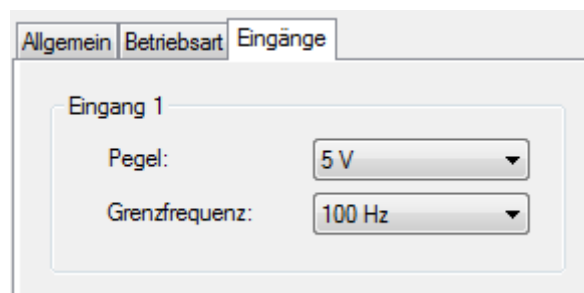 Allgemein Betriebsart Eingänge
Eingang 1
Pegel: 5 V
Grenzfrequenz: 100 Hz